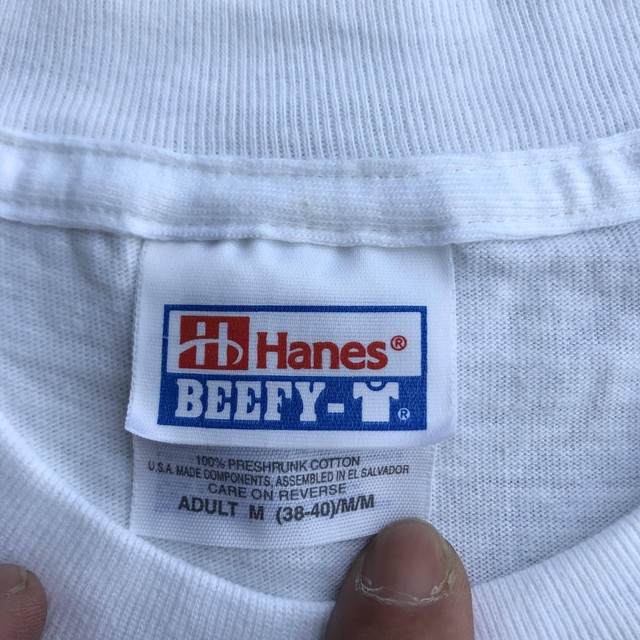 Hanes®
BEEFY-T®
100% PRESHRUNK COTTON
U.S.A. MADE COMPONENTS, ASSEMBLED IN EL SALVADOR
CARE ON REVERSE
ADULT M (38-40)/M/M